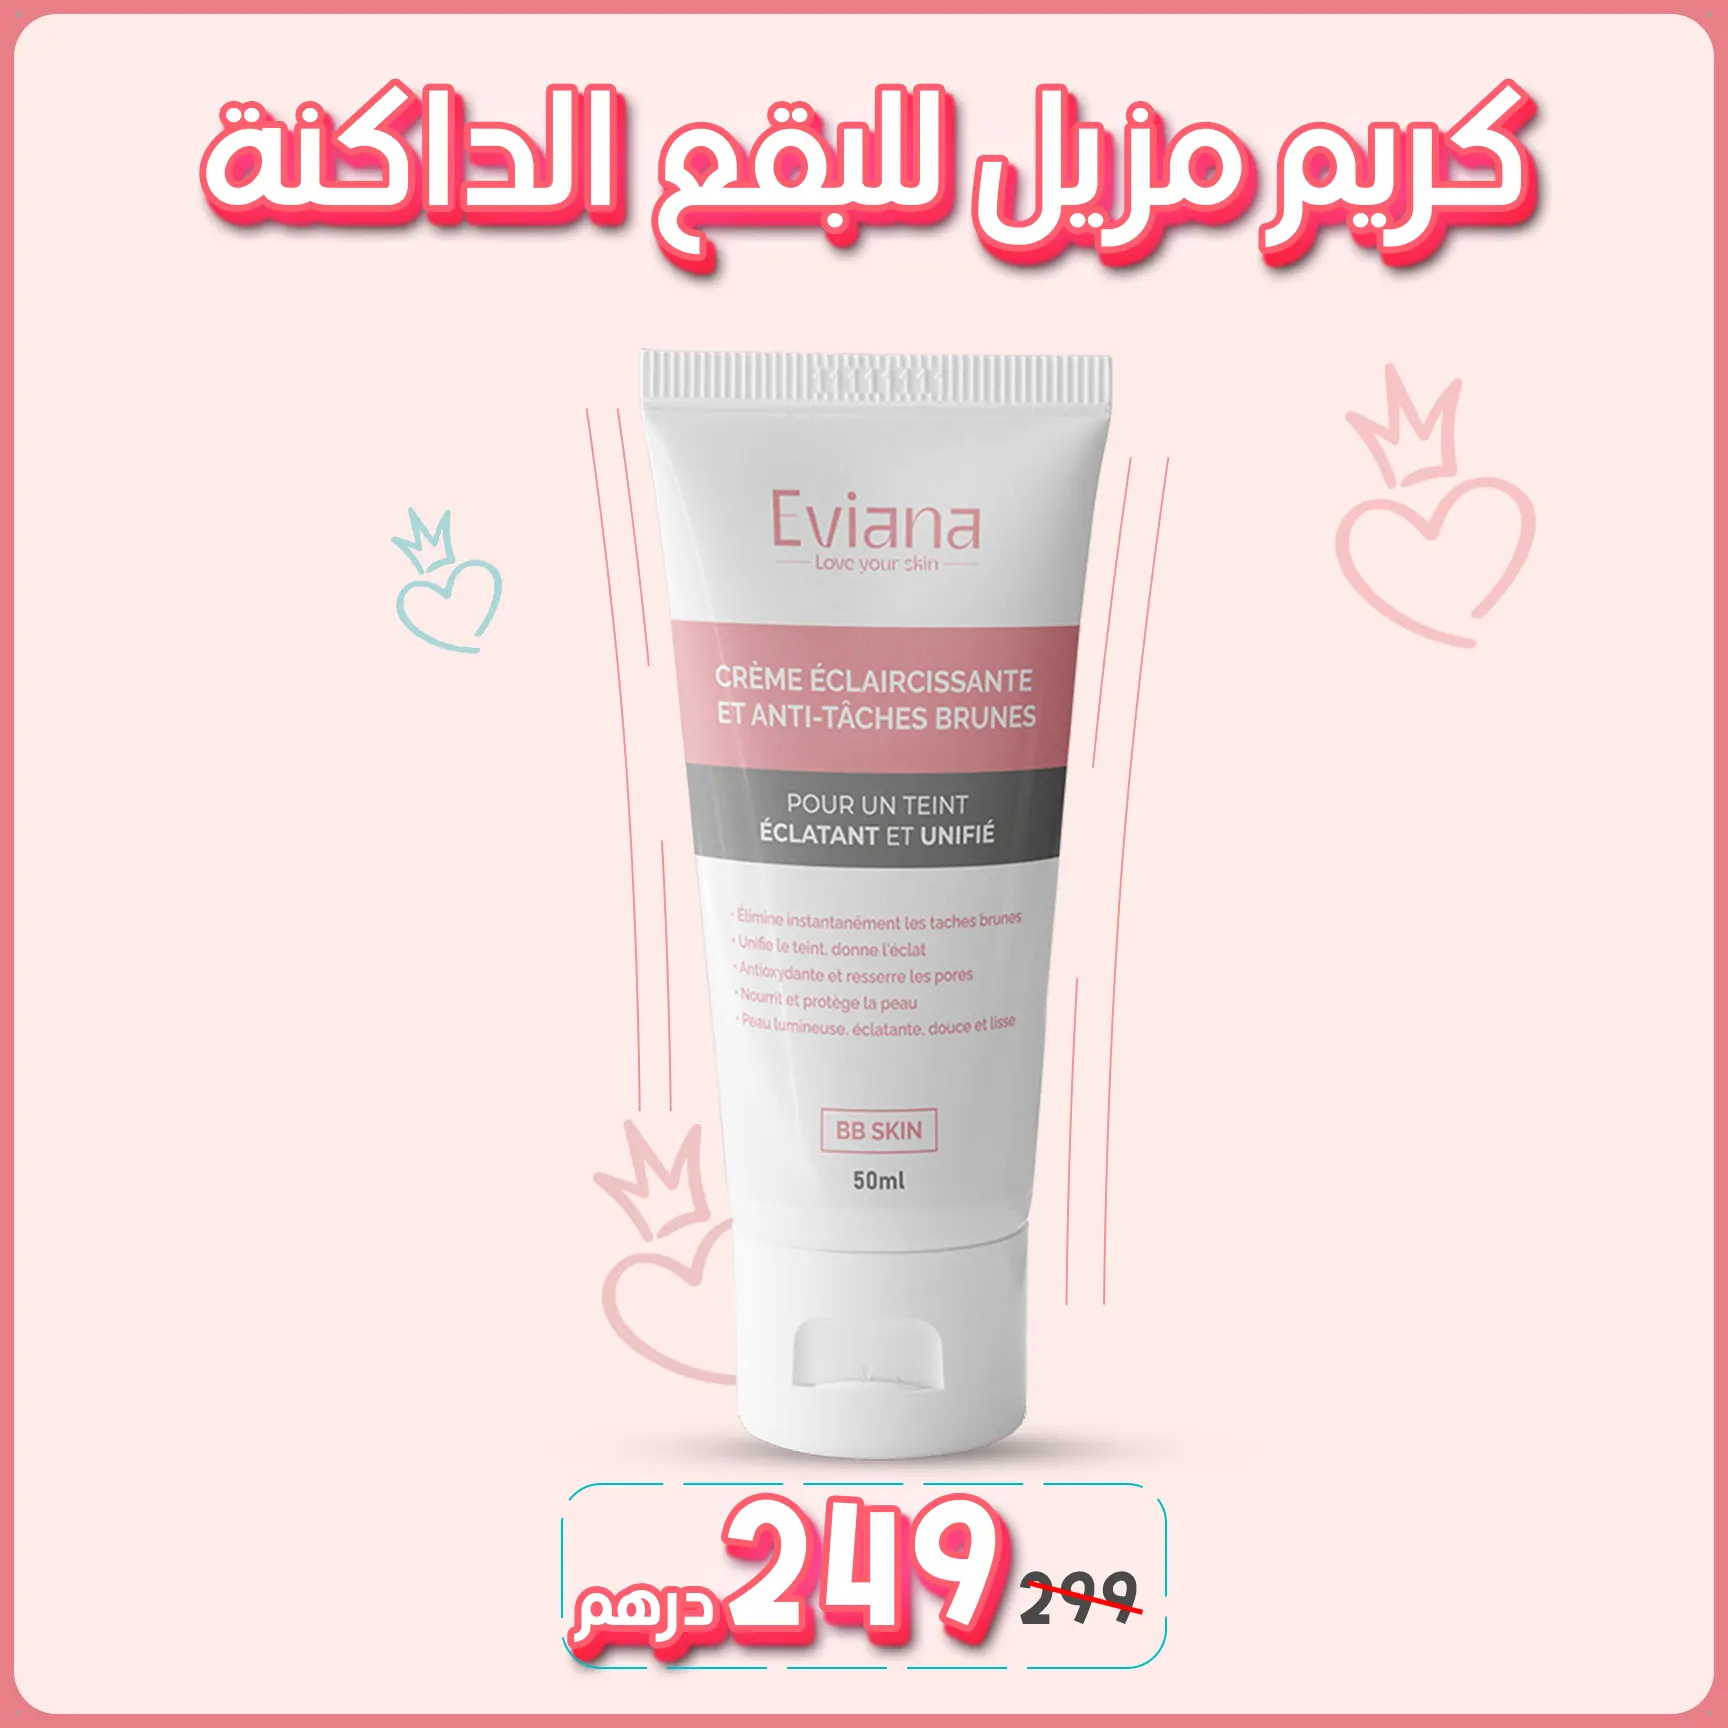 كريم مزيل للبقع الداكنة
Eviana
Love your skin
CRÈME ÉCLAIRCISSANTE
ET ANTI-TÂCHES BRUNES
POUR UN TEINT
ÉCLATANT ET UNIFIÉ
• Élimine instantanément les taches brunes
• Unifie le teint, donne l'éclat
• Antioxydante et resserre les pores
• Nourrit et protège la peau
• Peau lumineuse, éclatante, douce et lisse
BB SKIN
50ml
299 249 درهم